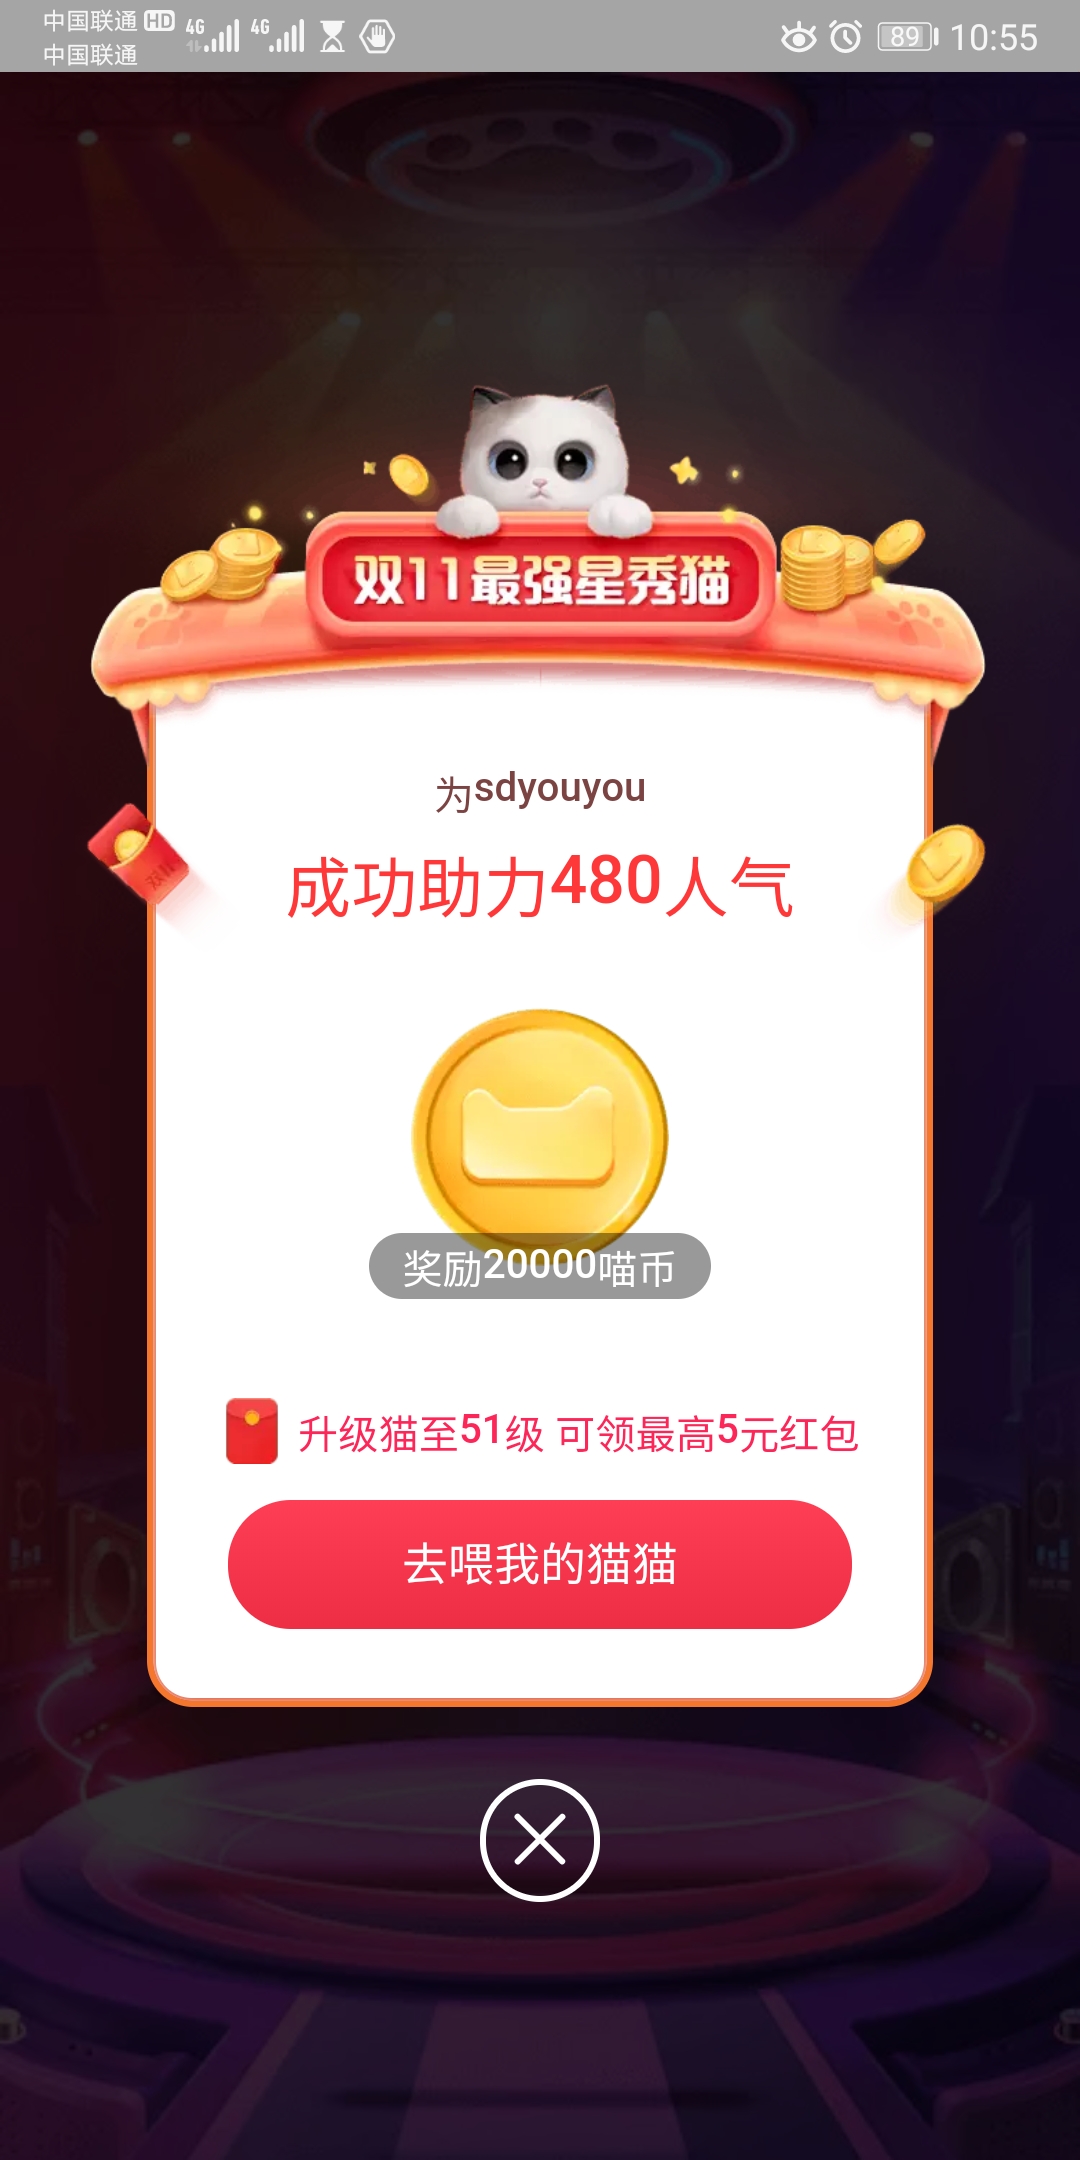 中国联通 HD 4G 4G 89 10:55
中国联通
双11最强星秀猫
为sdyouyou
双11
成功助力480人气
奖励20000喵币
升级猫至51级 可领最高5元红包
去喂我的猫猫